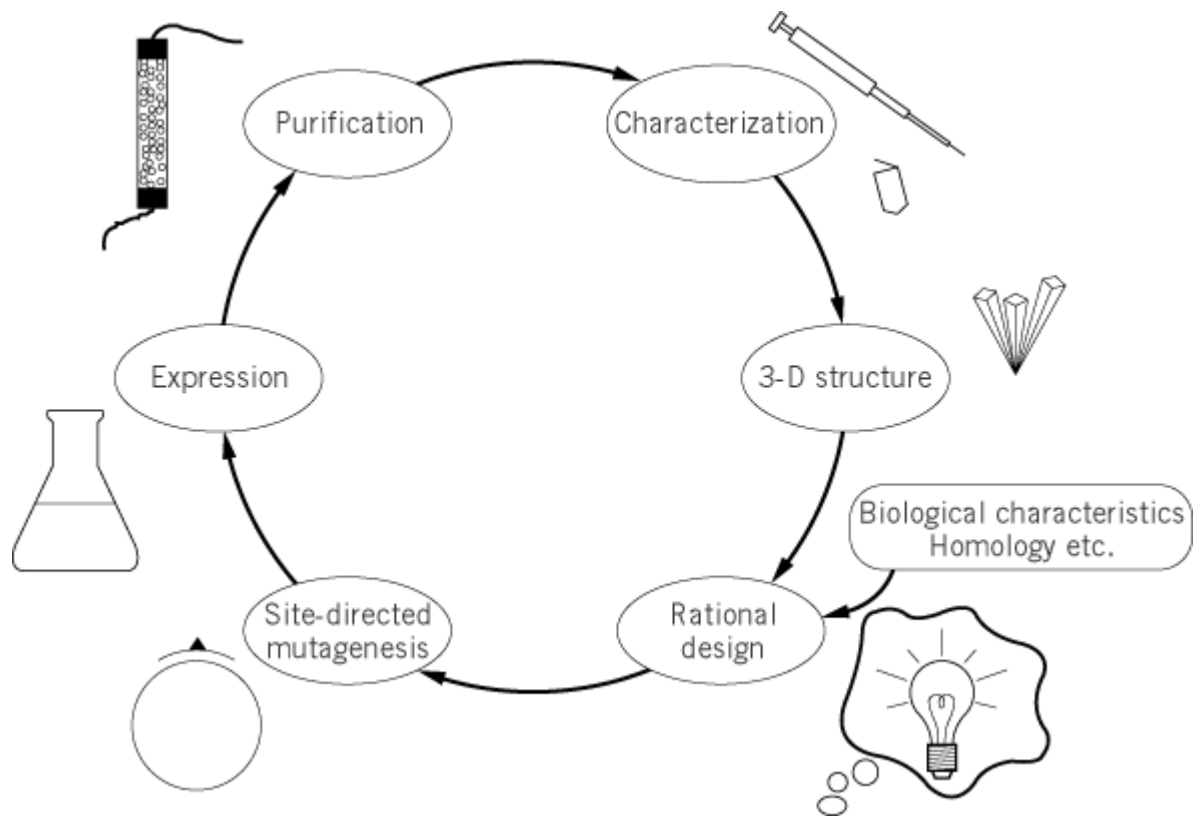 Purification
Characterization
Expression
3-D structure
Biological characteristics
Homology etc.
Site-directed
mutagenesis
Rational
design